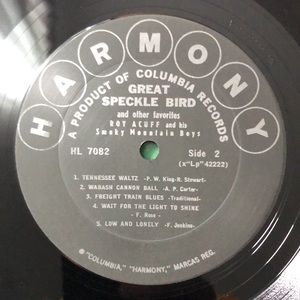 HARMONY
A PRODUCT OF COLUMBIA RECORDS
GREAT
SPECKLE BIRD
and other favorites
ROY ACUFF and his
Smoky Mountain Boys
HL 7082
Side 2
(x"Lp"42222)
1. TENNESSEE WALTZ -P. W. King-R. Stewart-
2. WABASH CANNON BALL - A. P. Carter-
3. FREIGHT TRAIN BLUES -Traditional-
4. WAIT FOR THE LIGHT TO SHINE
- F. Rose -
5. LOW AND LONELY -F. Jenkins-
® "COLUMBIA," "HARMONY," MARCAS REG.